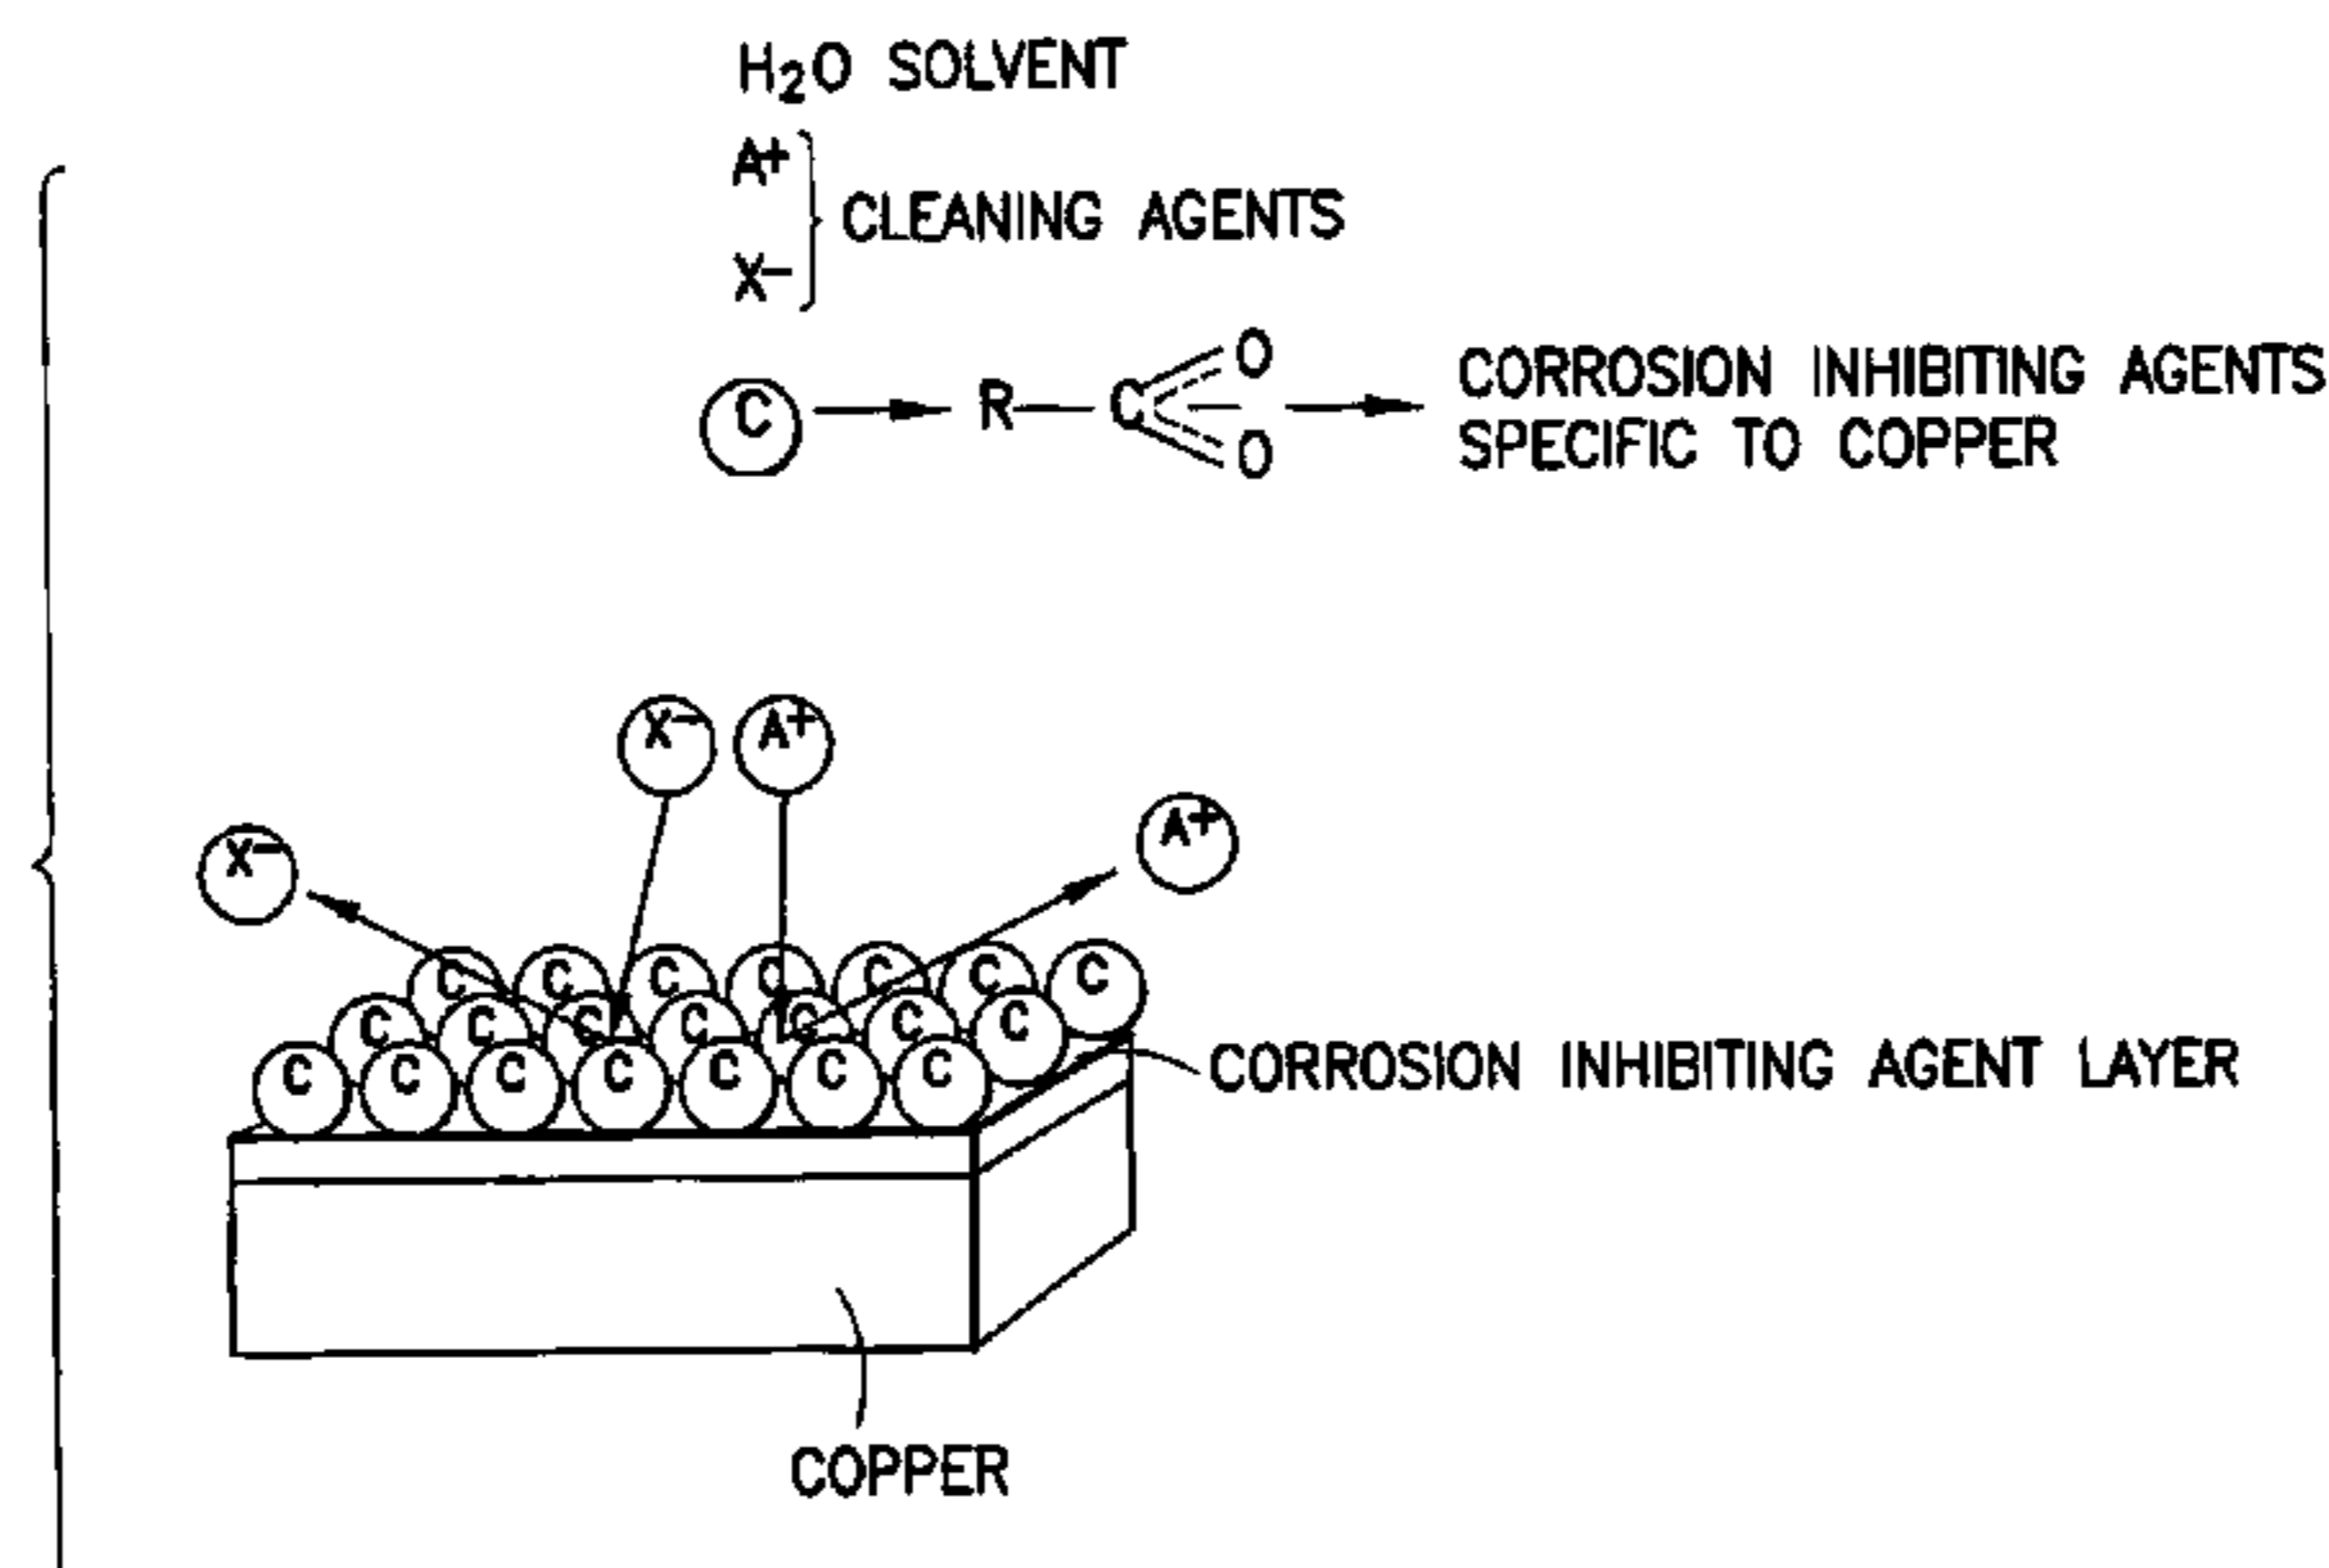 H₂O SOLVENT
A+
CLEANING AGENTS
X−
C R C O O
CORROSION INHIBITING AGENTS
SPECIFIC TO COPPER
X− A+
A+
X−
C C C C C C C
C C C C C C C
C C C C C C C
CORROSION INHIBITING AGENT LAYER
COPPER